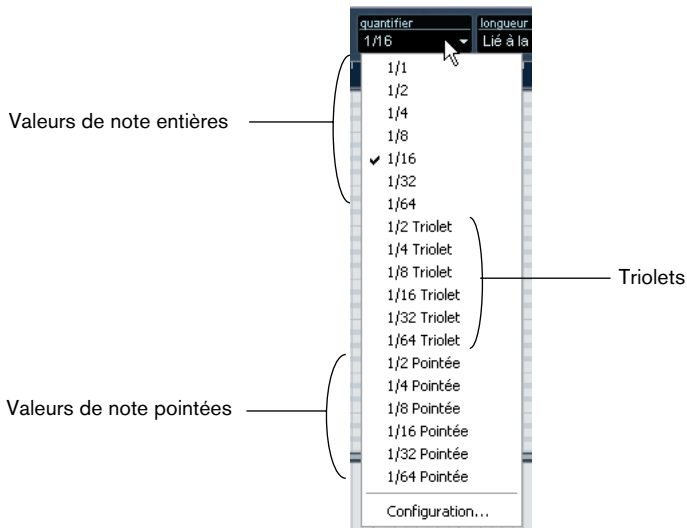 quantifier
longueur
1/16
Lié à la
1/1
1/2
1/4
1/8
1/16
1/32
1/64
1/2 Triolet
1/4 Triolet
1/8 Triolet
1/16 Triolet
1/32 Triolet
1/64 Triolet
1/2 Pointée
1/4 Pointée
1/8 Pointée
1/16 Pointée
1/32 Pointée
1/64 Pointée
Configuration...
Valeurs de note entières
Triolets
Valeurs de note pointées